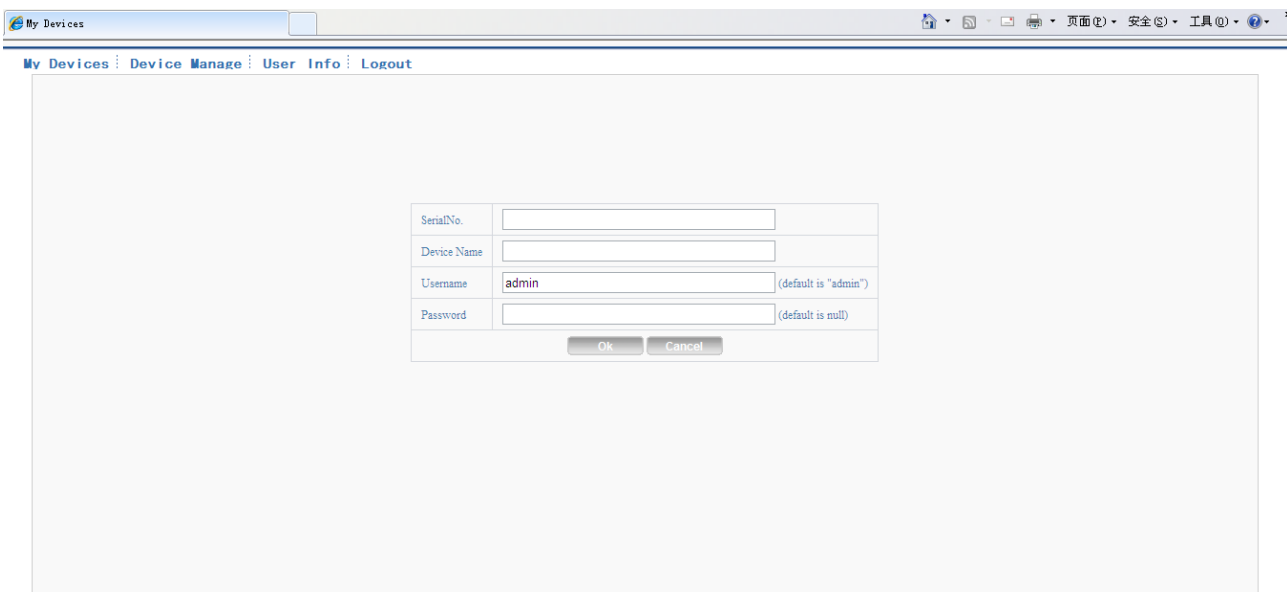 My Devices
页面(P) 安全(S) 工具(O)
My Devices Device Manage User Info Logout
SerialNo.
Device Name
Username admin (default is "admin")
Password (default is null)
Ok Cancel